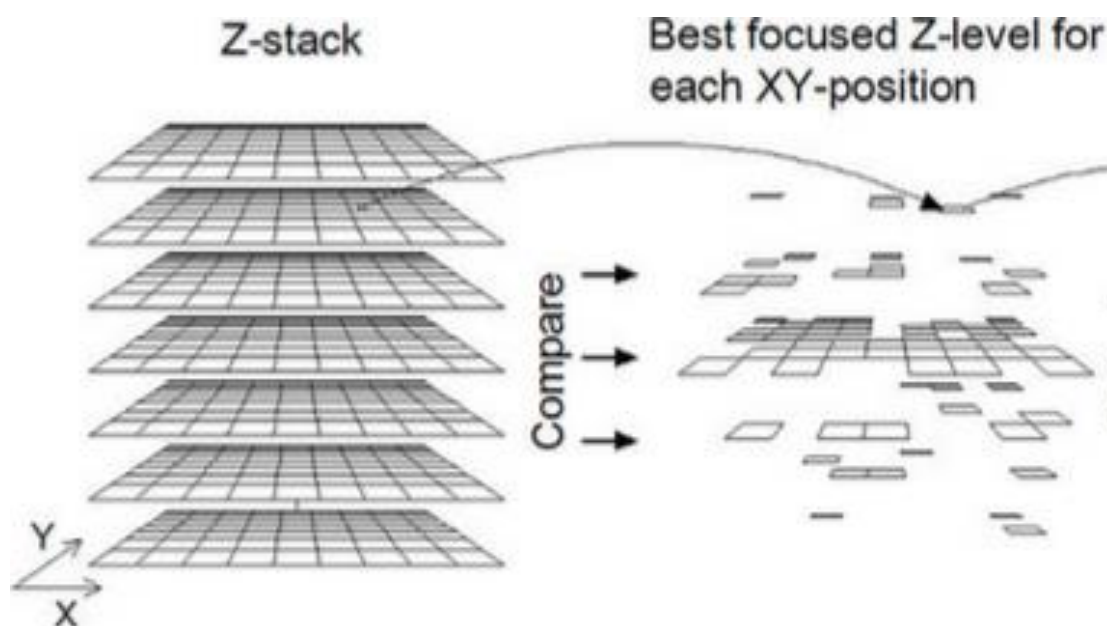 Z-stack
Best focused Z-level for
each XY-position
Compare
Y
X